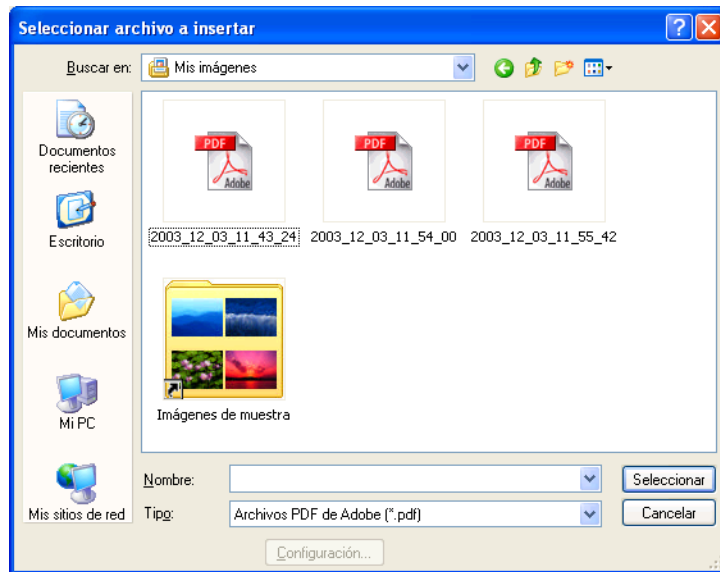 Seleccionar archivo a insertar
Buscar en: Mis imágenes
Documentos recientes
Escritorio
Mis documentos
Mi PC
Mis sitios de red
PDF Adobe
PDF Adobe
PDF Adobe
2003_12_03_11_43_24 2003_12_03_11_54_00 2003_12_03_11_55_42
Imágenes de muestra
Nombre: Seleccionar
Tipo: Archivos PDF de Adobe (*.pdf) Cancelar
Configuración...